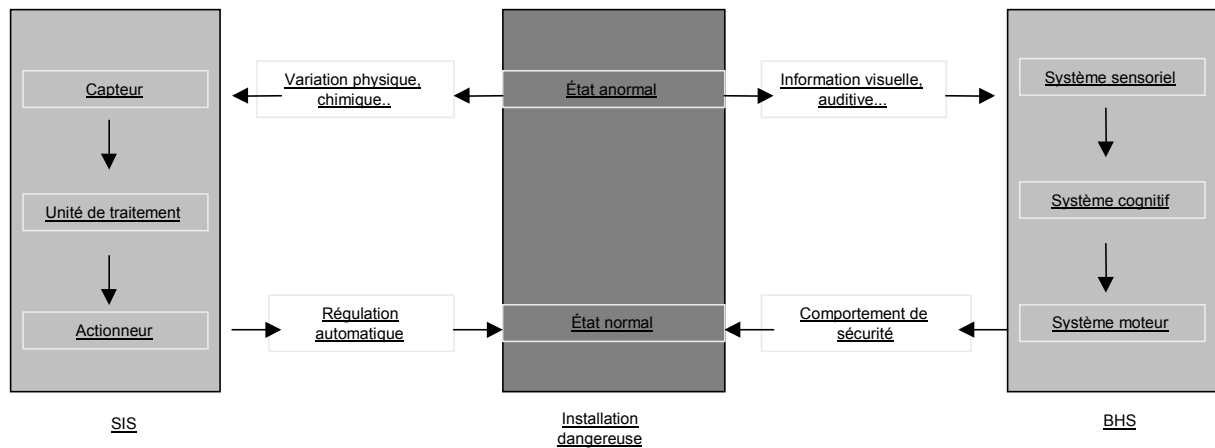 Capteur
Variation physique,
chimique..
État anormal
Information visuelle,
auditive...
Système sensoriel
Unité de traitement
Système cognitif
Actionneur
Régulation
automatique
État normal
Comportement de
sécurité
Système moteur
SIS
Installation
dangereuse
BHS